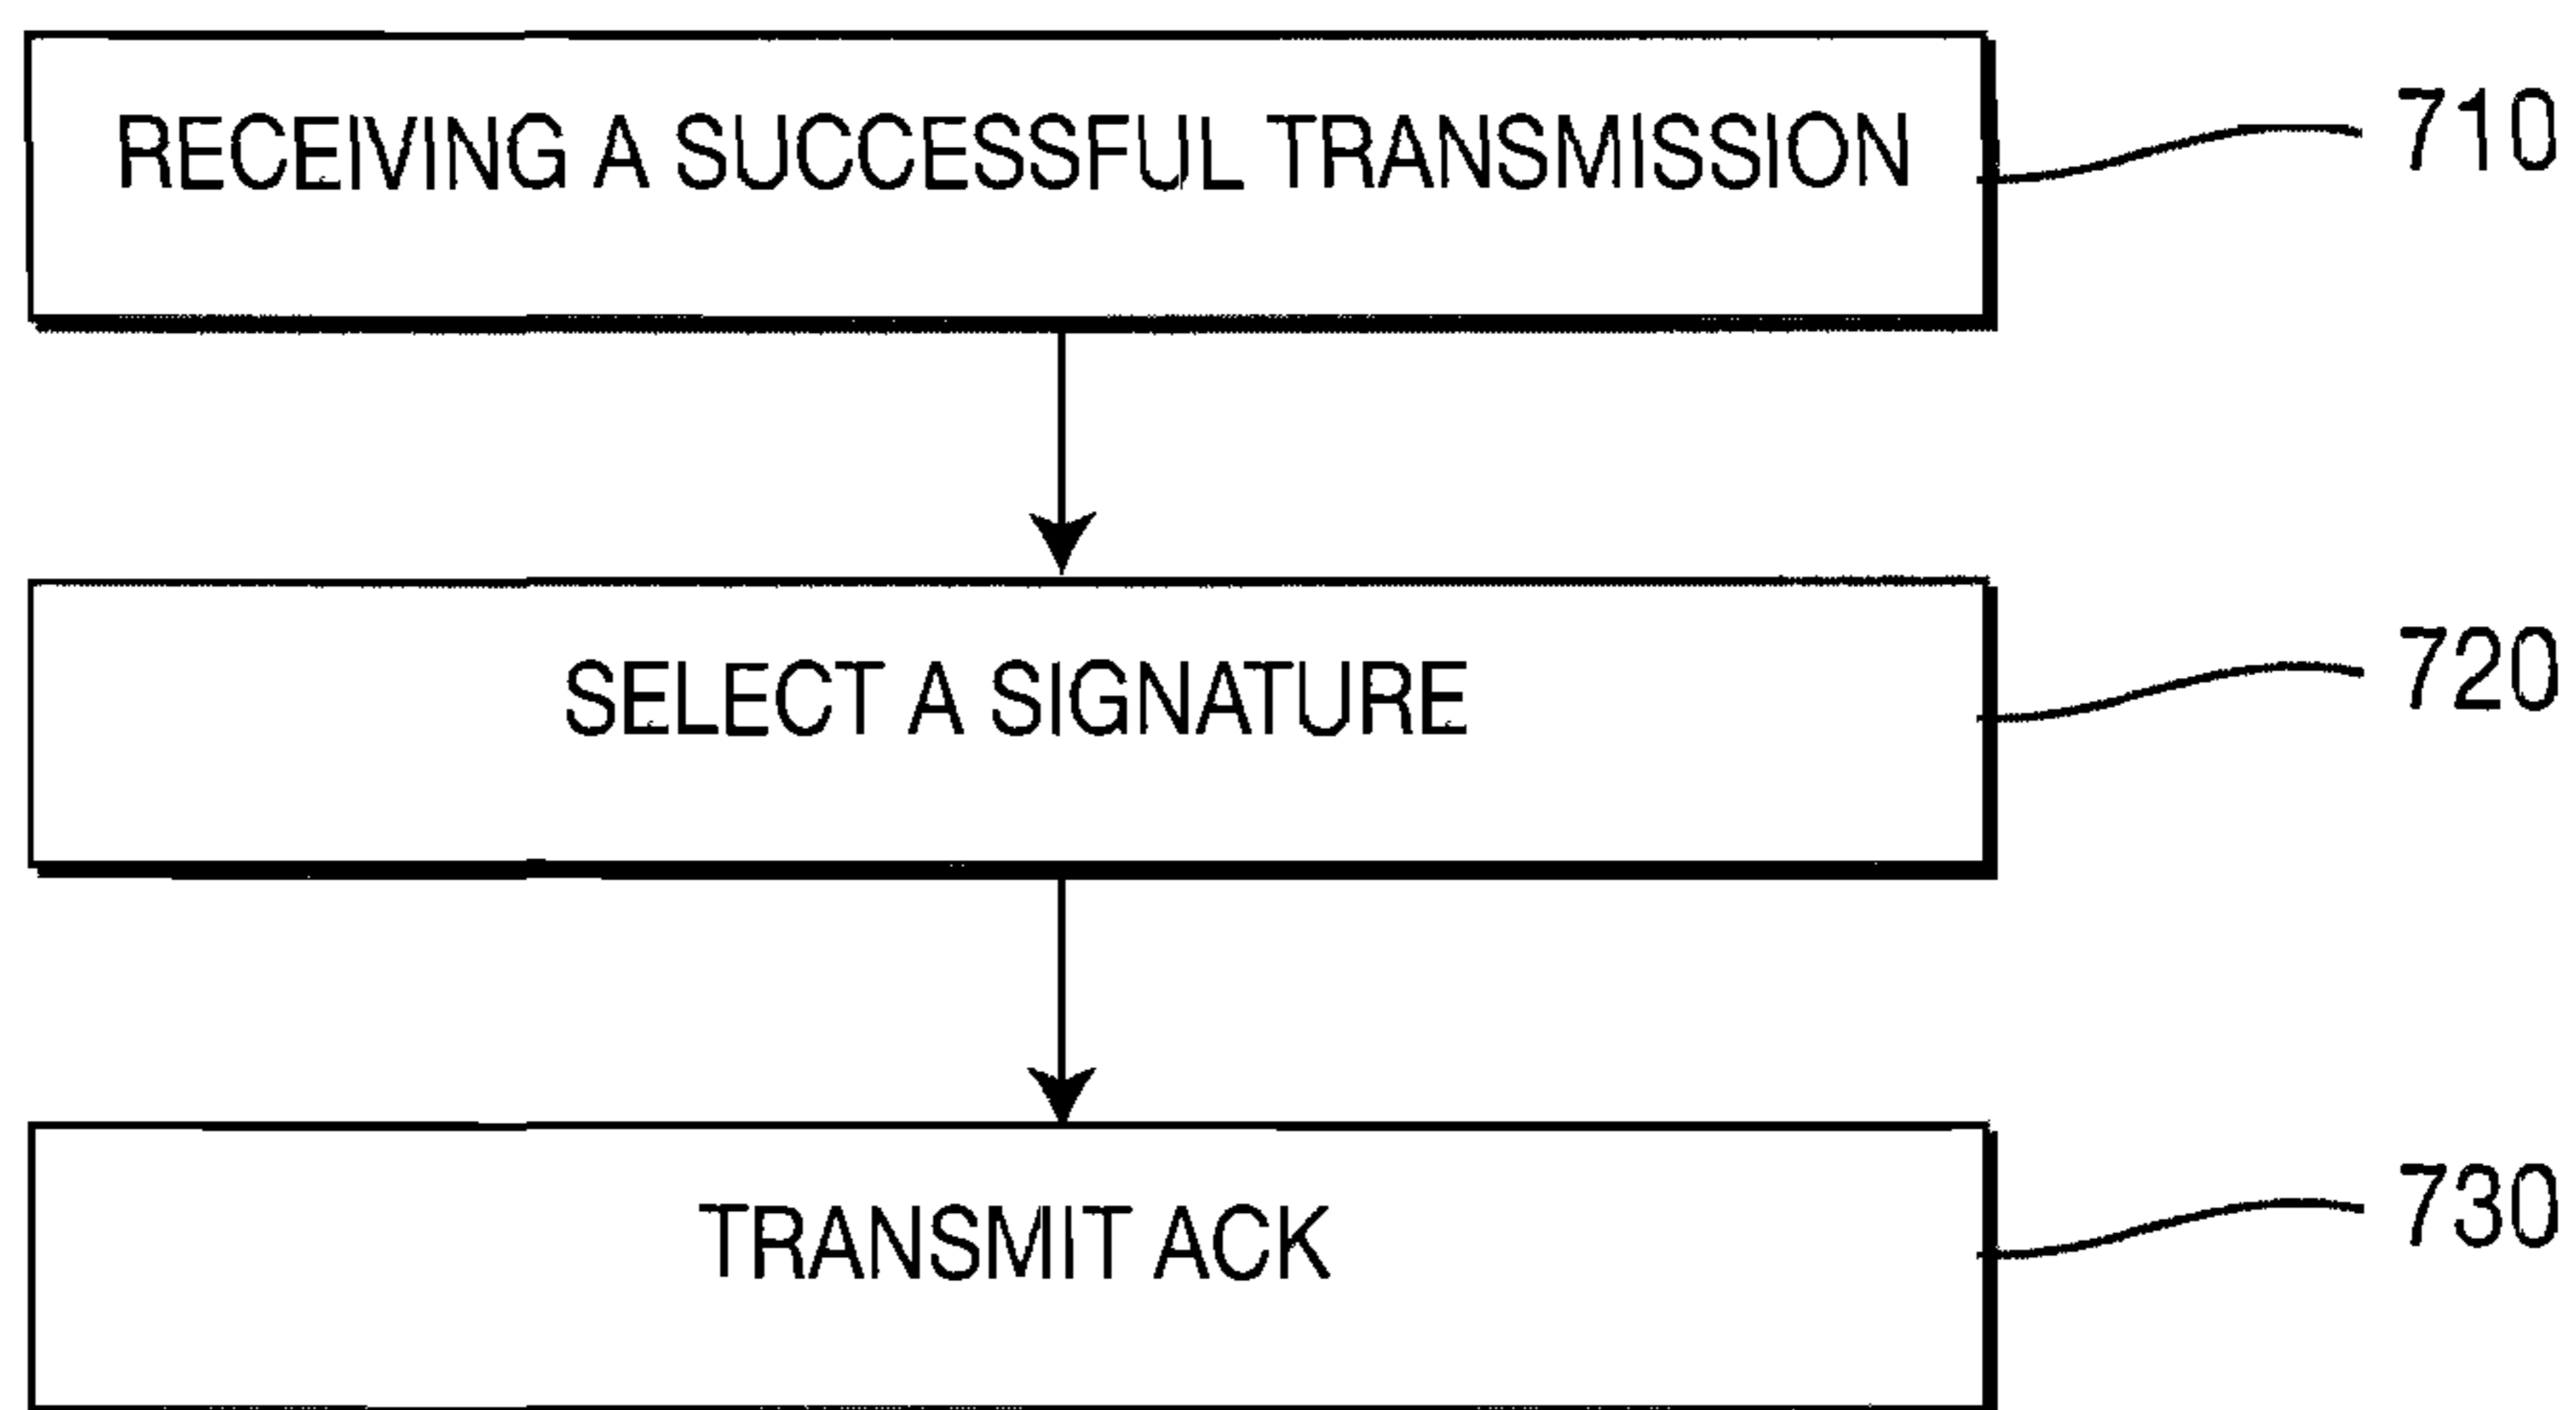 RECEIVING A SUCCESSFUL TRANSMISSION
710
SELECT A SIGNATURE
720
TRANSMIT ACK
730